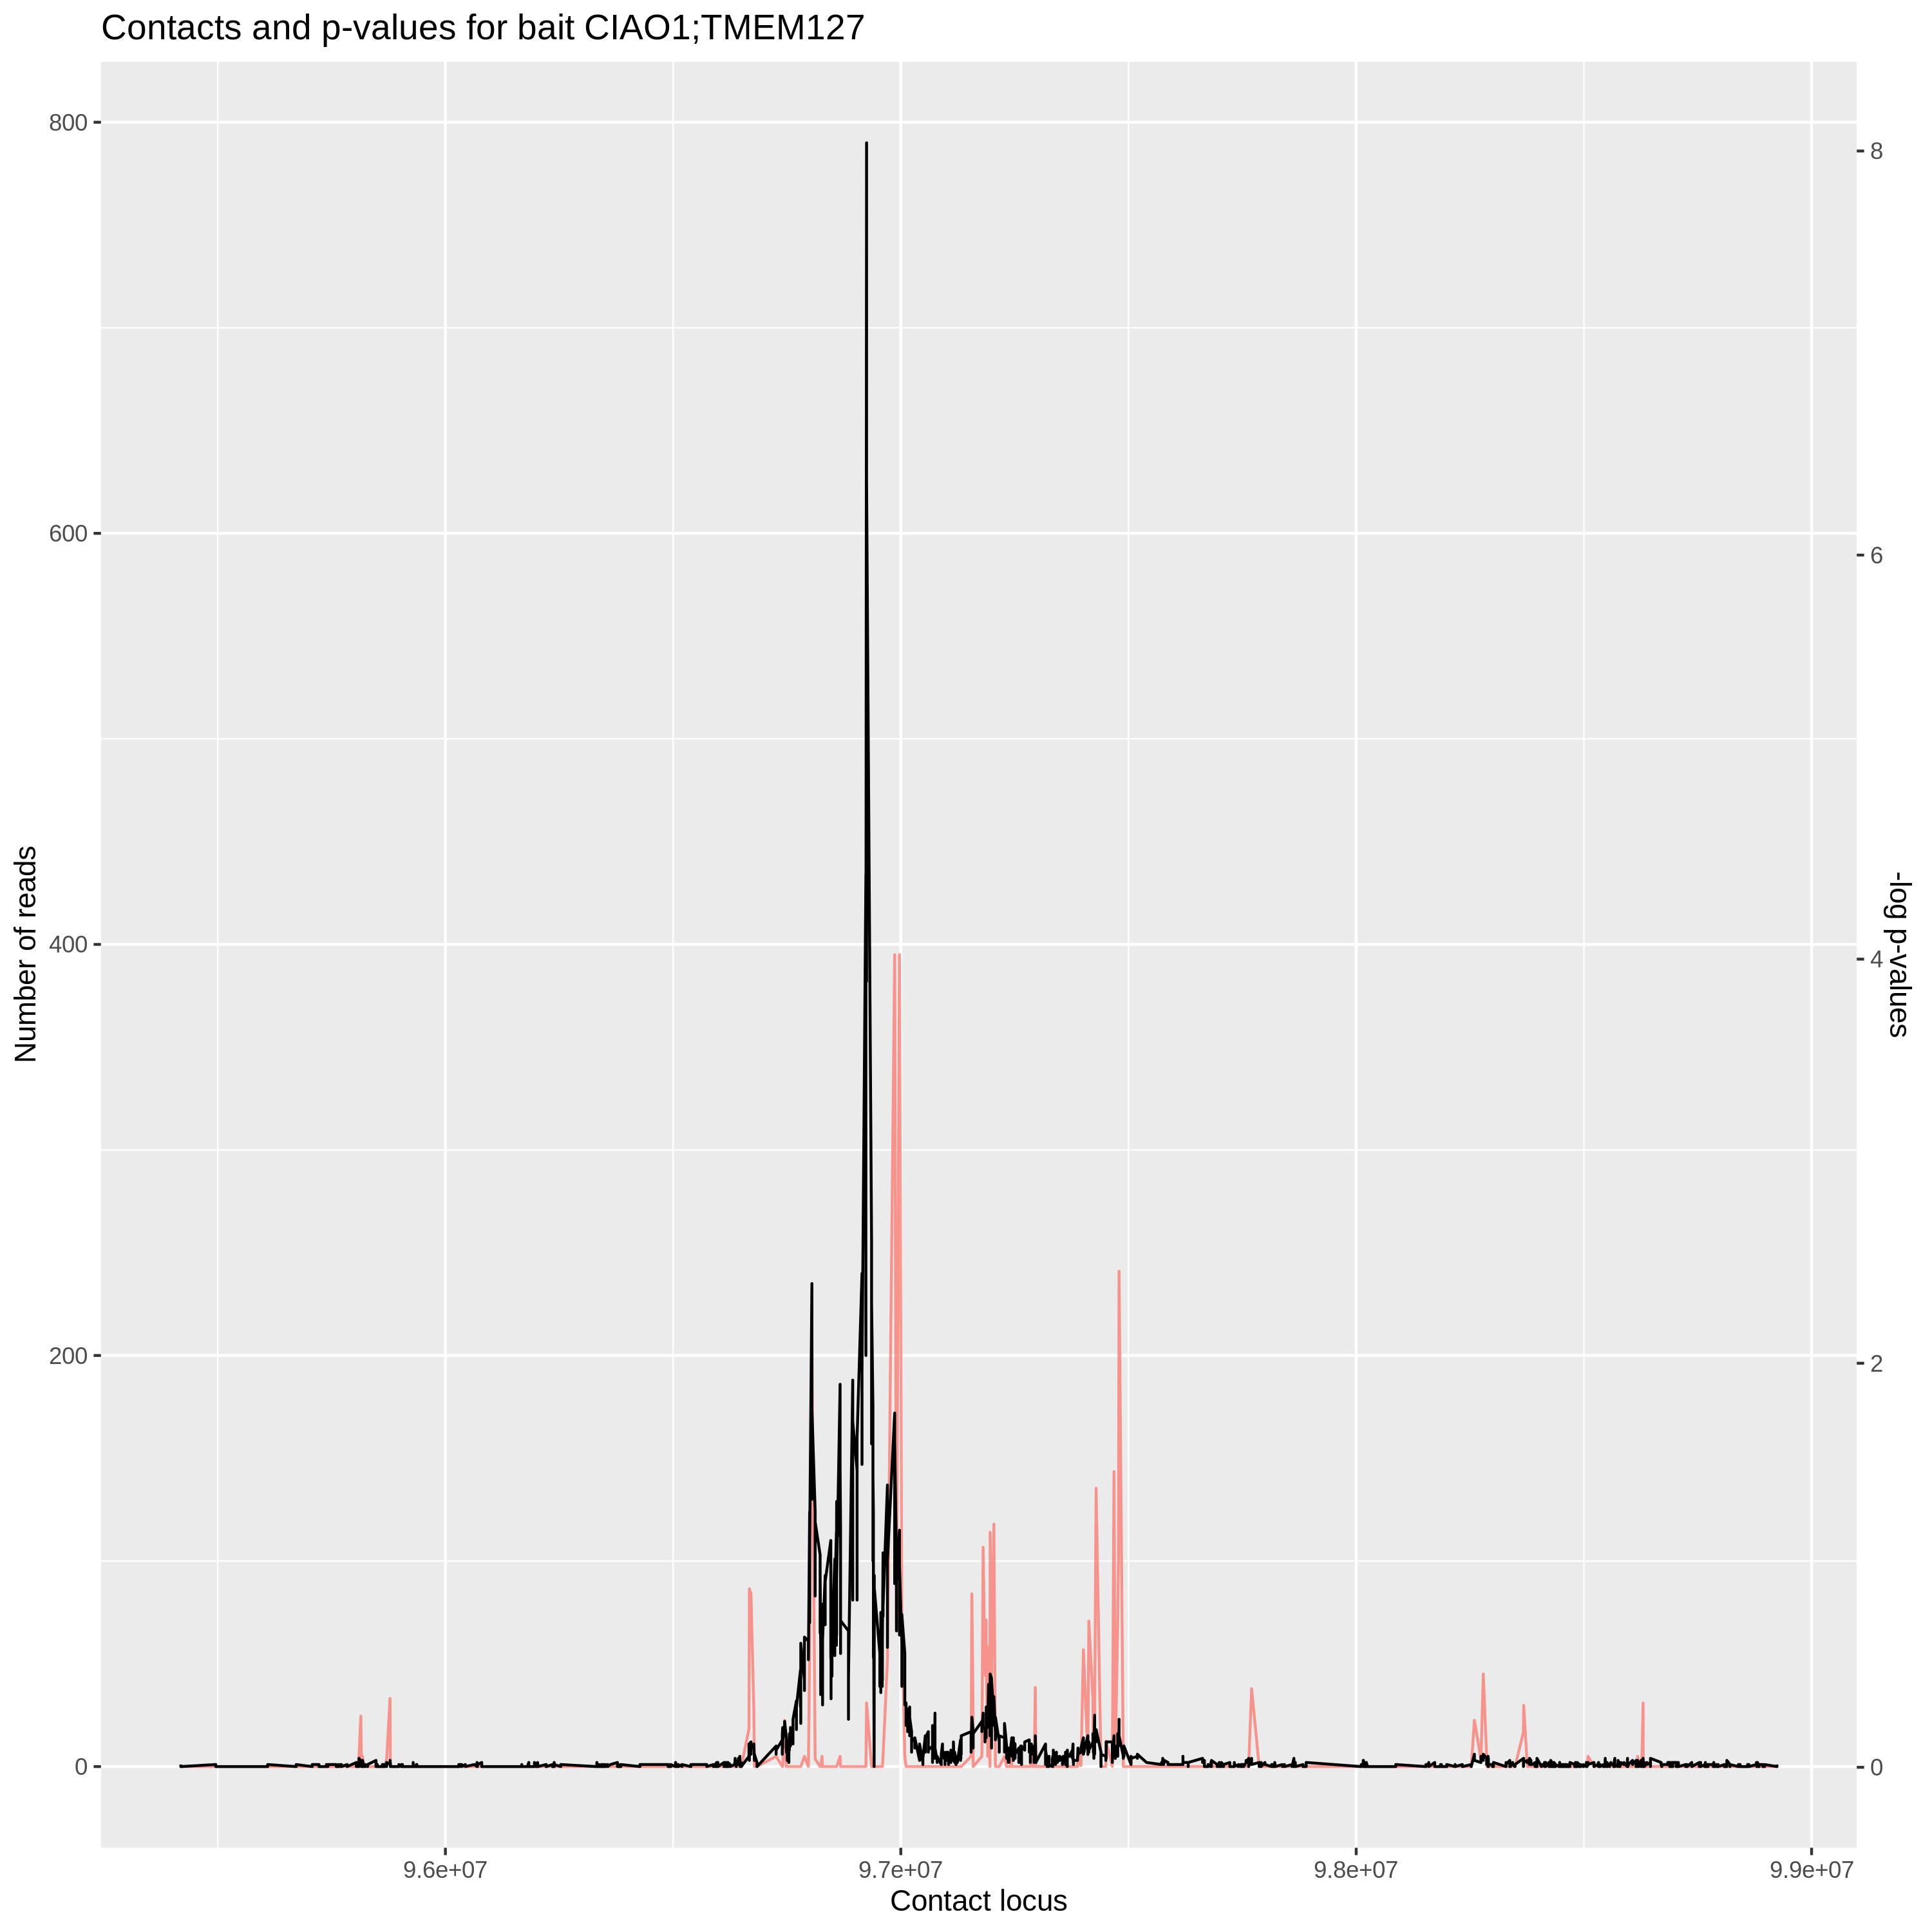 Contacts and p-values for bait CIAO1;TMEM127
800
600
400
200
0
Number of reads
8
6
4
2
0
-log p-values
9.6e+07 9.7e+07 9.8e+07 9.9e+07
Contact locus